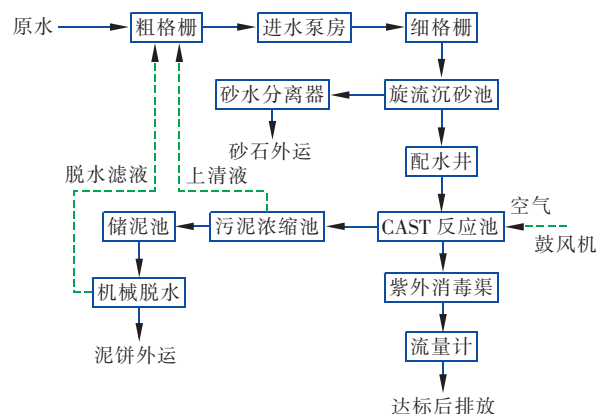 原水
粗格栅
进水泵房
细格栅
砂水分离器
旋流沉砂池
砂石外运
配水井
脱水滤液
上清液
空气
储泥池
污泥浓缩池
CAST 反应池
鼓风机
机械脱水
紫外消毒渠
泥饼外运
流量计
达标后排放